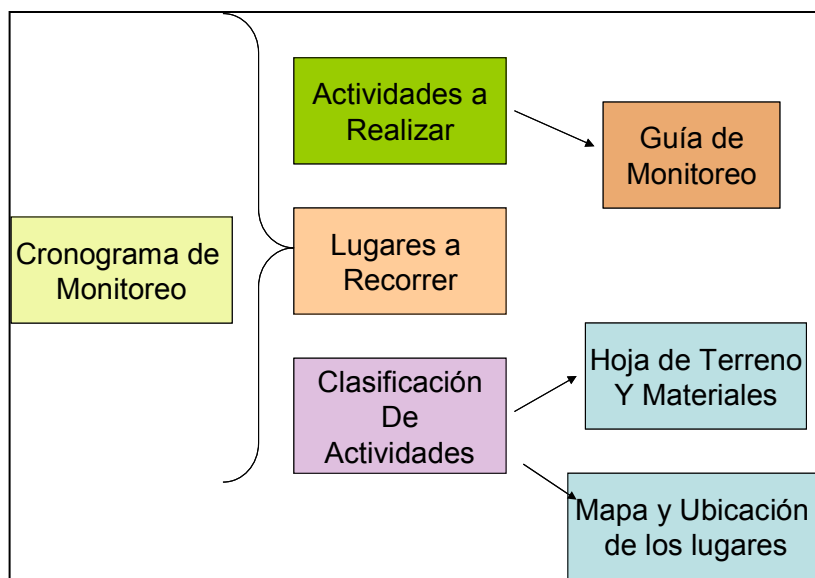 Actividades a
Realizar
Guía de
Monitoreo
Cronograma de
Monitoreo
Lugares a
Recorrer
Clasificación
De
Actividades
Hoja de Terreno
Y Materiales
Mapa y Ubicación
de los lugares